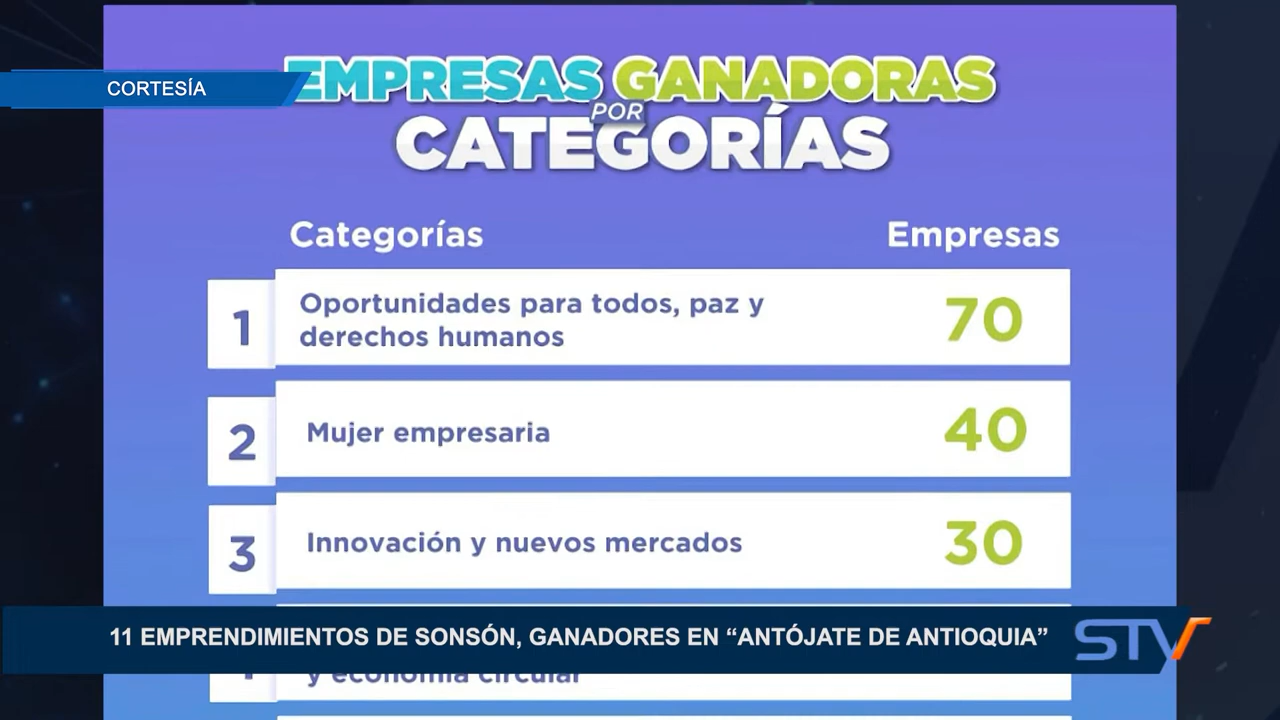 CORTESÍA
EMPRESAS GANADORAS
POR
CATEGORÍAS
Categorías Empresas
1 Oportunidades para todos, paz y
derechos humanos 70
2 Mujer empresaria 40
3 Innovación y nuevos mercados 30
11 EMPRENDIMIENTOS DE SONSÓN, GANADORES EN “ANTÓJATE DE ANTIOQUIA” STV
y economía circular